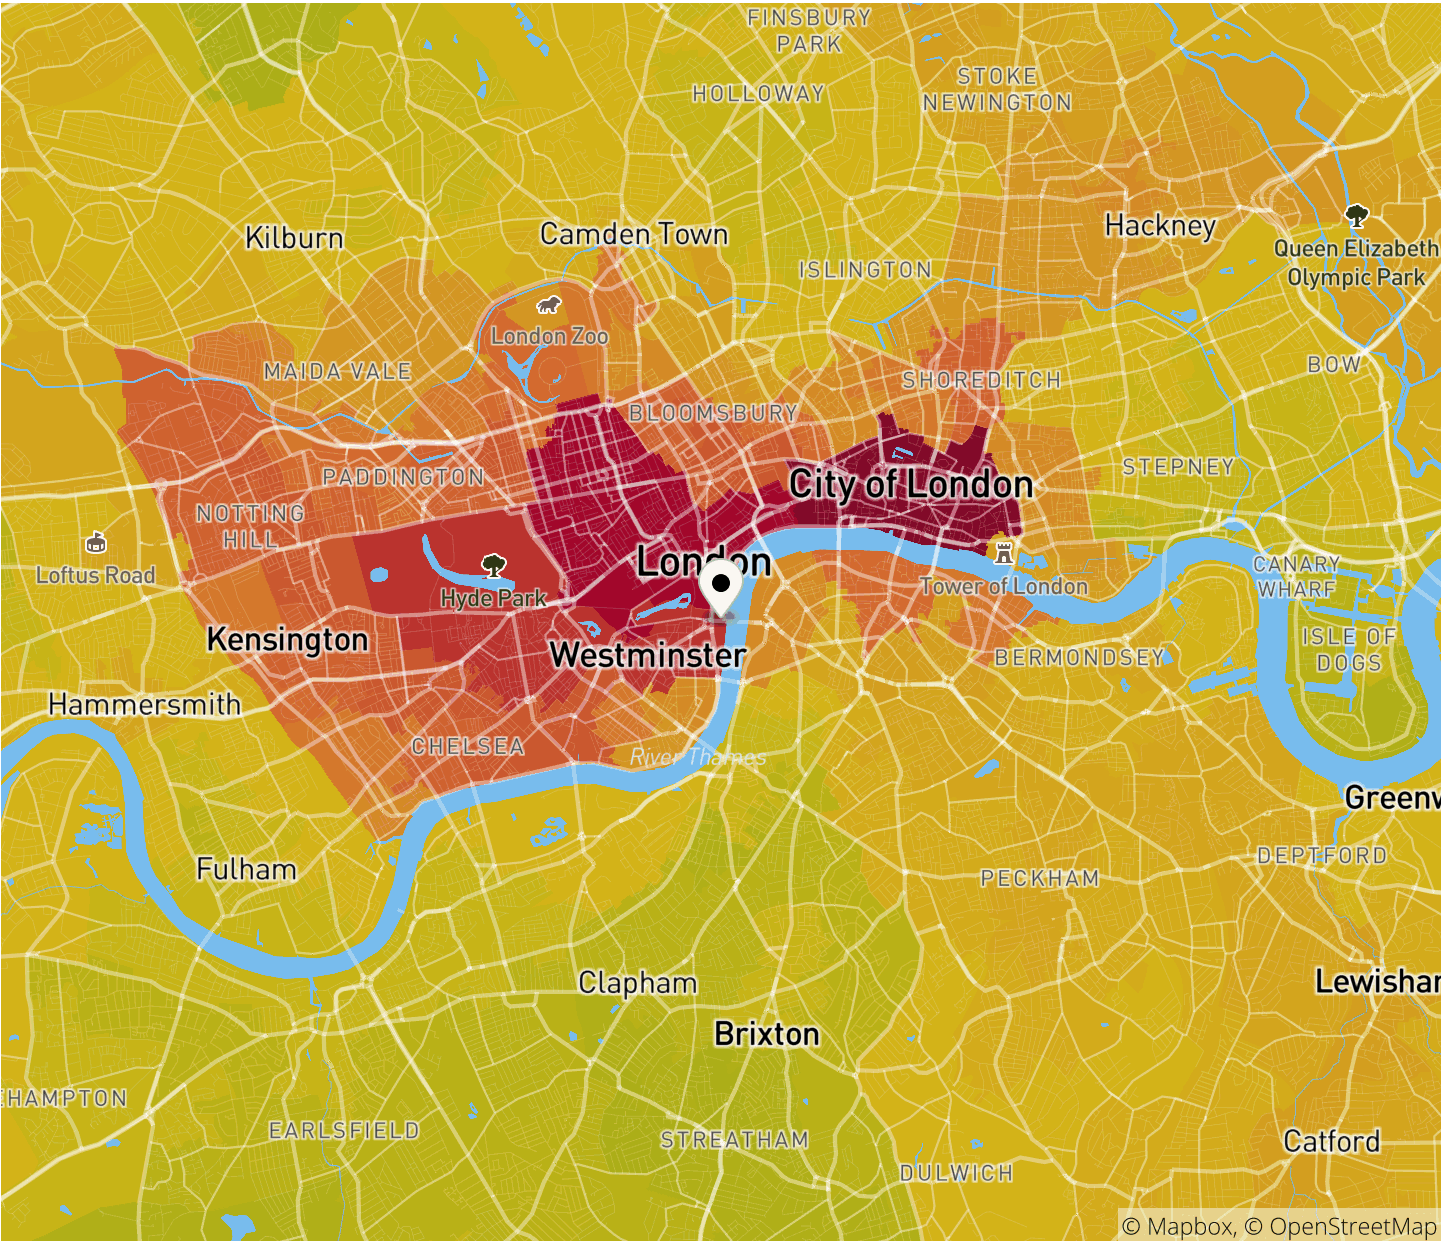 FINSBURY
PARK
STOKE
NEWINGTON
HOLLOWAY
Kilburn
Camden Town
Hackney
Queen Elizabeth
Olympic Park
ISLINGTON
London Zoo
MAIDA VALE
BLOOMSBURY
SHOREDITCH
BOW
PADDINGTON
City of London
STEPNEY
NOTTING
HILL
Loftus Road
London
Hyde Park
Tower of London
CANARY
WHARF
Kensington
Westminster
BERMONDSEY
ISLE OF
DOGS
Hammersmith
CHELSEA
River Thames
Greenw
Fulham
PECKHAM
DEPTFORD
Clapham
Lewishar
Brixton
EHAMPTON
EARLSFIELD
STREATHAM
Catford
DULWICH
© Mapbox, © OpenStreetMap